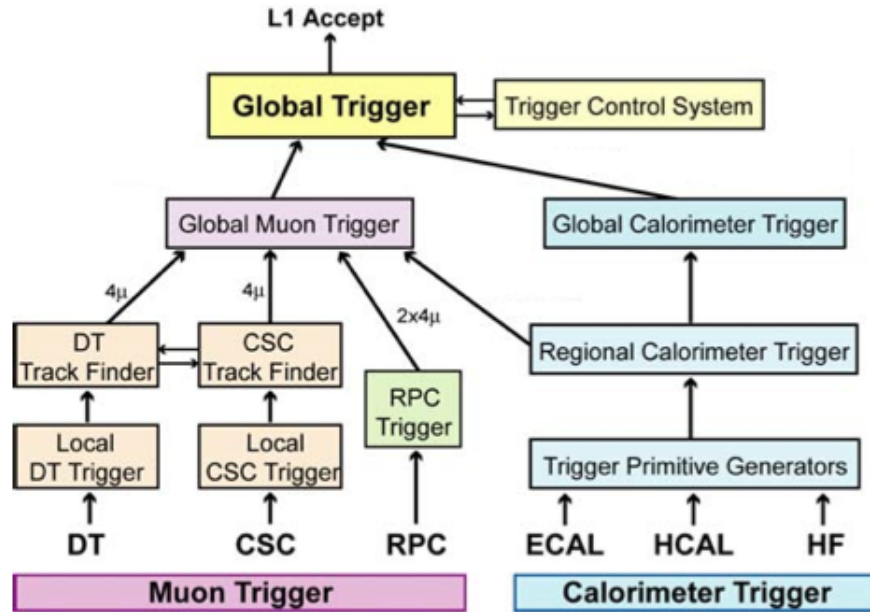 L1 Accept
Global Trigger
Trigger Control System
Global Muon Trigger
Global Calorimeter Trigger
4μ
4μ
2x4μ
DT
Track Finder
CSC
Track Finder
Regional Calorimeter Trigger
RPC
Trigger
Local
DT Trigger
Local
CSC Trigger
Trigger Primitive Generators
DT
CSC
RPC
ECAL
HCAL
HF
Muon Trigger
Calorimeter Trigger